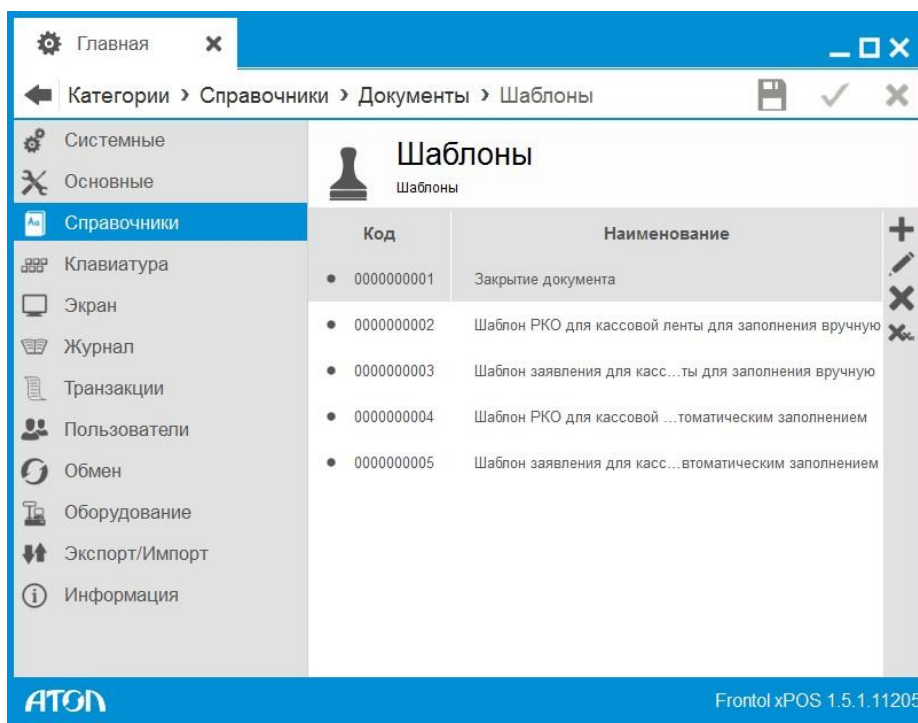 Главная
Категории › Справочники › Документы › Шаблоны
Системные
Основные
Справочники
Клавиатура
Экран
Журнал
Транзакции
Пользователи
Обмен
Оборудование
Экспорт/Импорт
Информация
Шаблоны
Шаблоны
Код Наименование
0000000001 Закрытие документа
0000000002 Шаблон РКО для кассовой ленты для заполнения вручную
0000000003 Шаблон заявления для касс...ты для заполнения вручную
0000000004 Шаблон РКО для кассовой ...томатическим заполнением
0000000005 Шаблон заявления для касс...втоматическим заполнением
АТОЛ
Frontol xPOS 1.5.1.11205